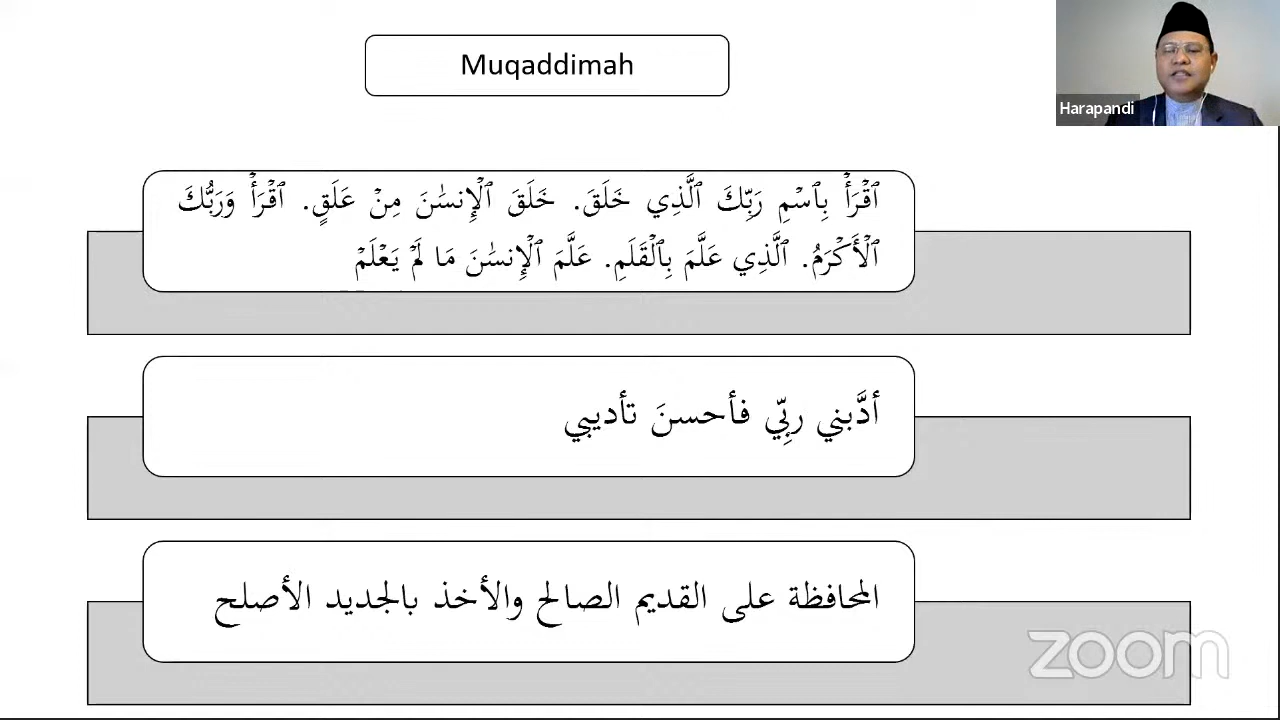 Muqaddimah
Harapandi
ٱقۡرَأۡ بِٱسۡمِ رَبِّكَ ٱلَّذِي خَلَقَ. خَلَقَ ٱلۡإِنسَٰنَ مِنۡ عَلَقٍ. ٱقۡرَأۡ وَرَبُّكَ
ٱلۡأَكۡرَمُ. ٱلَّذِي عَلَّمَ بِٱلۡقَلَمِ. عَلَّمَ ٱلۡإِنسَٰنَ مَا لَمۡ يَعۡلَمۡ
أدَّبني ربِّي فأحسنَ تأديبي
المحافظة على القديم الصالح والأخذ بالجديد الأصلح
zoom